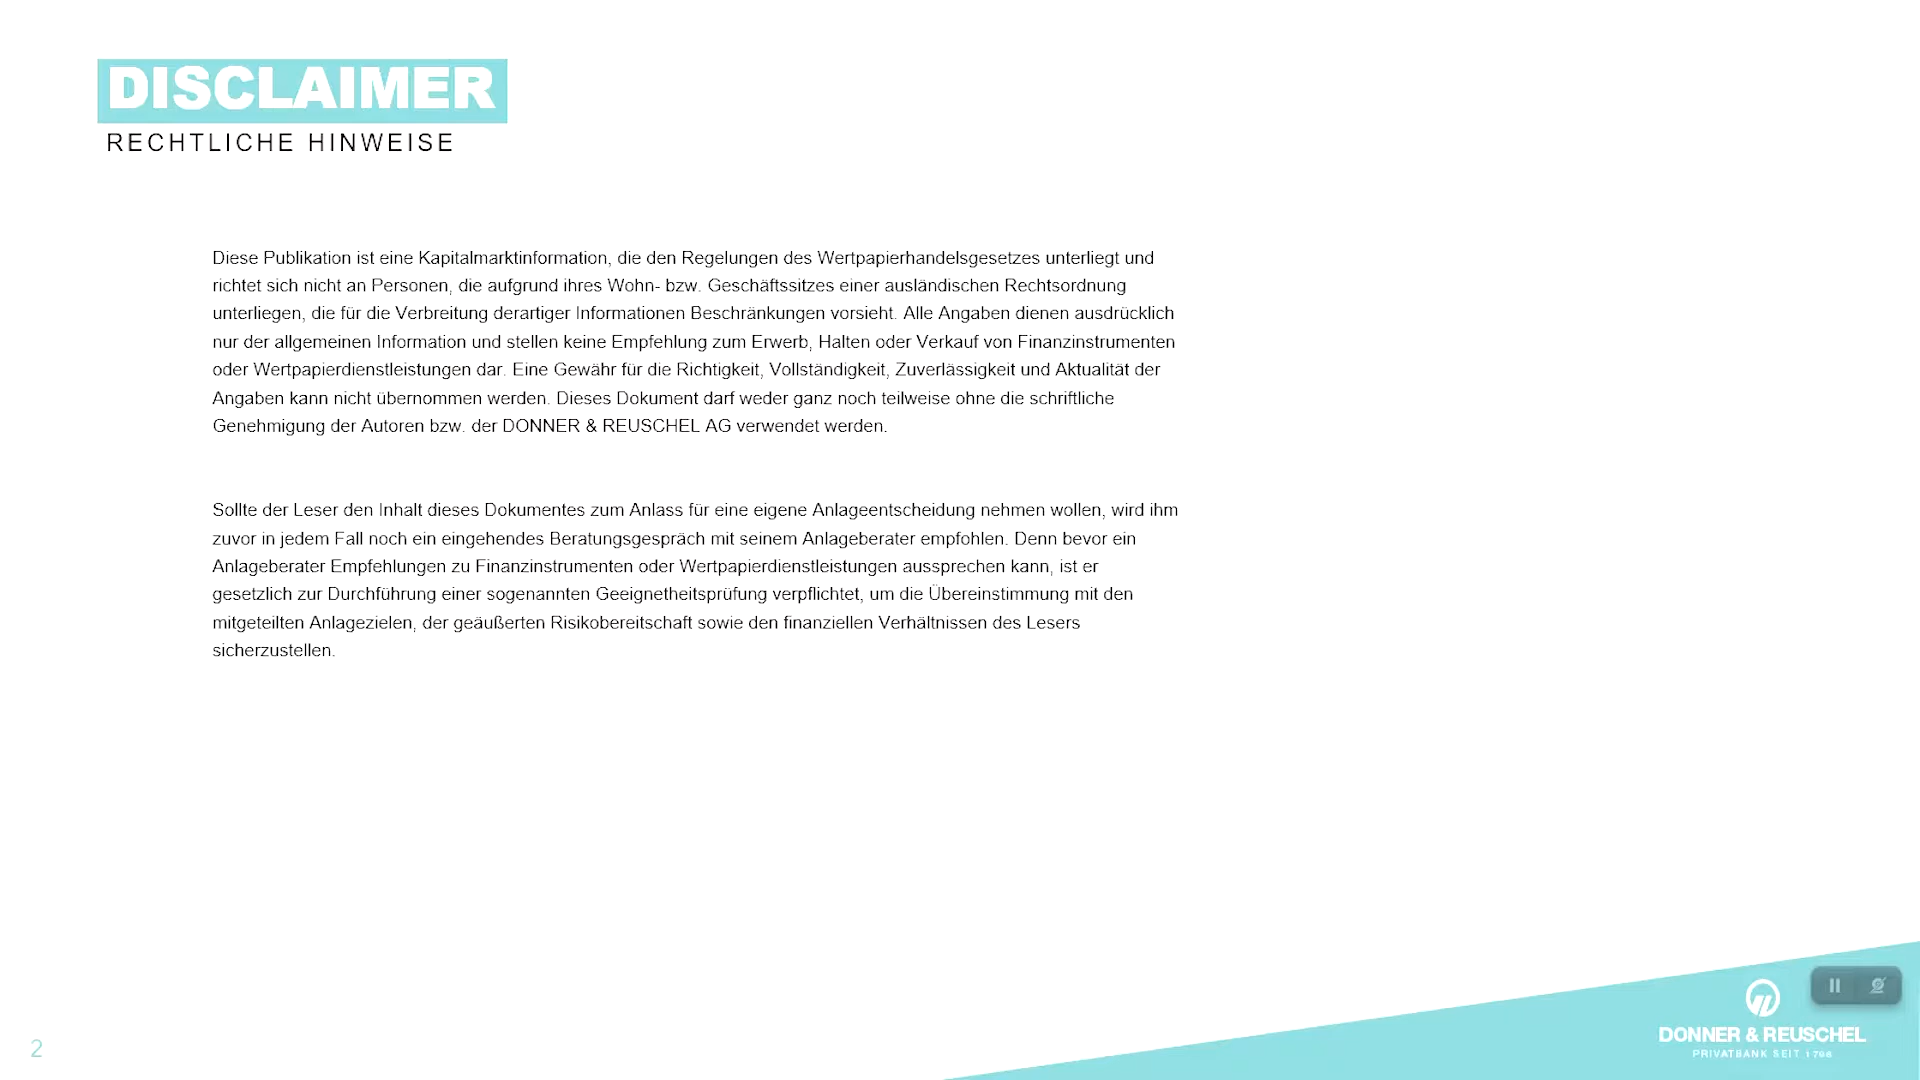 DISCLAIMER
RECHTLICHE HINWEISE
Diese Publikation ist eine Kapitalmarktinformation, die den Regelungen des Wertpapierhandelsgesetzes unterliegt und
richtet sich nicht an Personen, die aufgrund ihres Wohn- bzw. Geschäftssitzes einer ausländischen Rechtsordnung
unterliegen, die für die Verbreitung derartiger Informationen Beschränkungen vorsieht. Alle Angaben dienen ausdrücklich
nur der allgemeinen Information und stellen keine Empfehlung zum Erwerb, Halten oder Verkauf von Finanzinstrumenten
oder Wertpapierdienstleistungen dar. Eine Gewähr für die Richtigkeit, Vollständigkeit, Zuverlässigkeit und Aktualität der
Angaben kann nicht übernommen werden. Dieses Dokument darf weder ganz noch teilweise ohne die schriftliche
Genehmigung der Autoren bzw. der DONNER & REUSCHEL AG verwendet werden.
Sollte der Leser den Inhalt dieses Dokumentes zum Anlass für eine eigene Anlageentscheidung nehmen wollen, wird ihm
zuvor in jedem Fall noch ein eingehendes Beratungsgespräch mit seinem Anlageberater empfohlen. Denn bevor ein
Anlageberater Empfehlungen zu Finanzinstrumenten oder Wertpapierdienstleistungen aussprechen kann, ist er
gesetzlich zur Durchführung einer sogenannten Geeignetheitsprüfung verpflichtet, um die Übereinstimmung mit den
mitgeteilten Anlagezielen, der geäußerten Risikobereitschaft sowie den finanziellen Verhältnissen des Lesers
sicherzustellen.
DONNER & REUSCHEL
PRIVATBANK SEIT 1798
2